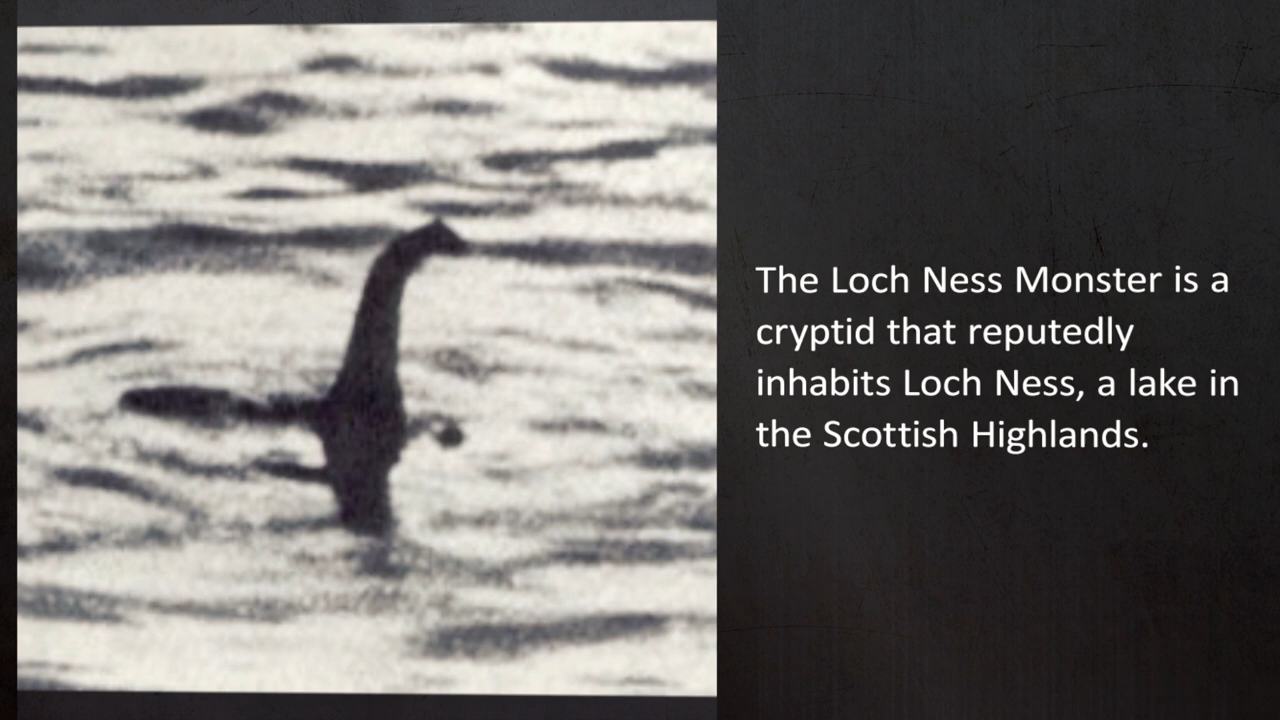 The Loch Ness Monster is a
cryptid that reputedly
inhabits Loch Ness, a lake in
the Scottish Highlands.